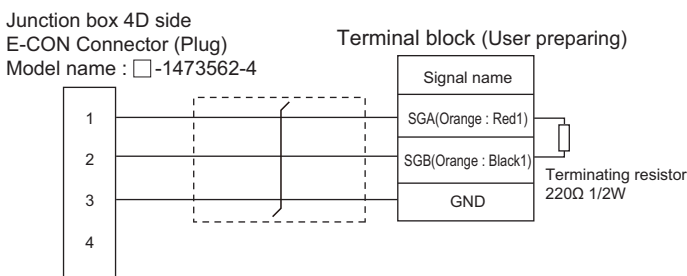 Junction box 4D side
E-CON Connector (Plug)
Model name : □-1473562-4
Terminal block (User preparing)
Signal name
1
SGA(Orange : Red1)
2
SGB(Orange : Black1)
Terminating resistor
220Ω 1/2W
3
GND
4